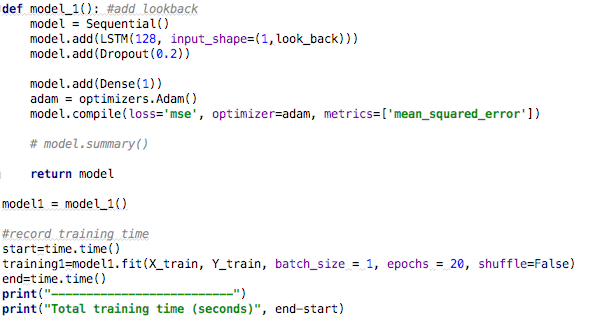 def model_1(): #add lookback
    model = Sequential()
    model.add(LSTM(128, input_shape=(1,look_back)))
    model.add(Dropout(0.2))

    model.add(Dense(1))
    adam = optimizers.Adam()
    model.compile(loss='mse', optimizer=adam, metrics=['mean_squared_error'])

    # model.summary()

    return model

model1 = model_1()

#record training time
start=time.time()
training1=model1.fit(X_train, Y_train, batch_size = 1, epochs = 20, shuffle=False)
end=time.time()
print("--------------------------")
print("Total training time (seconds)", end-start)